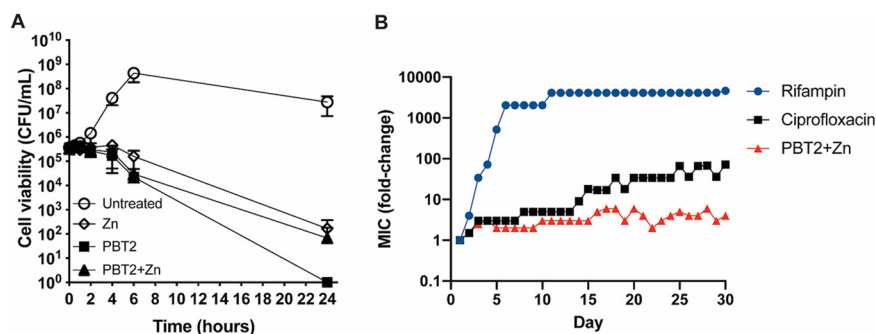 A
Cell viability (CFU/mL)
10^10
10^9
10^8
10^7
10^6
10^5
10^4
10^3
10^2
10^1
10^0
Untreated
Zn
PBT2
PBT2+Zn
0 2 4 6 8 10 12 14 16 18 20 22 24
Time (hours)
B
MIC (fold-change)
10000
1000
100
10
1
0.1
0 5 10 15 20 25 30
Day
Rifampin
Ciprofloxacin
PBT2+Zn